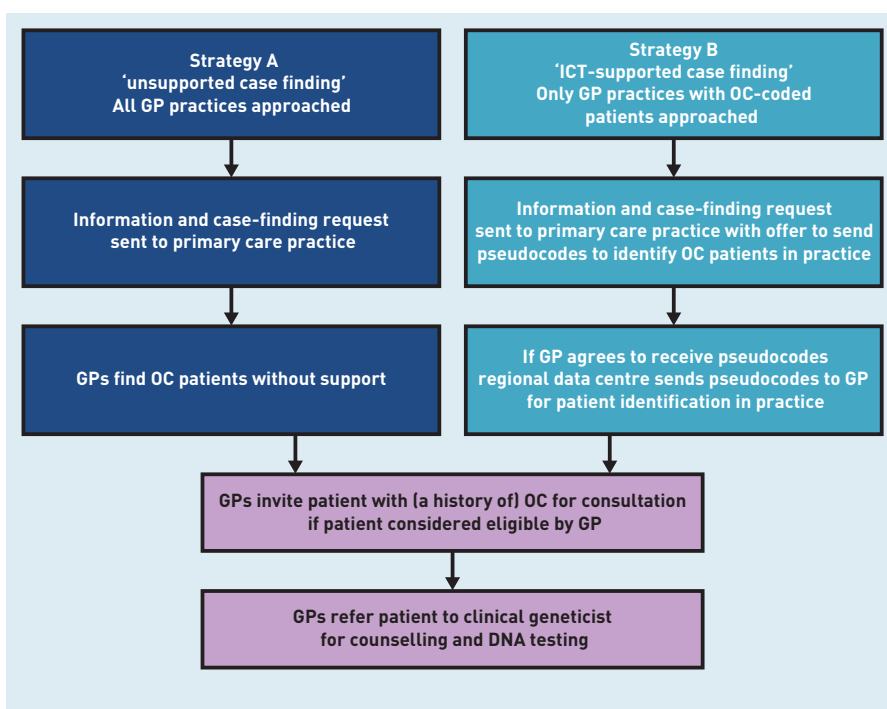 Strategy A
‘unsupported case finding’
All GP practices approached
Strategy B
‘ICT-supported case finding’
Only GP practices with OC-coded
patients approached
Information and case-finding request
sent to primary care practice
Information and case-finding request
sent to primary care practice with offer to send
pseudocodes to identify OC patients in practice
GPs find OC patients without support
If GP agrees to receive pseudocodes
regional data centre sends pseudocodes to GP
for patient identification in practice
GPs invite patient with (a history of) OC for consultation
if patient considered eligible by GP
GPs refer patient to clinical geneticist
for counselling and DNA testing